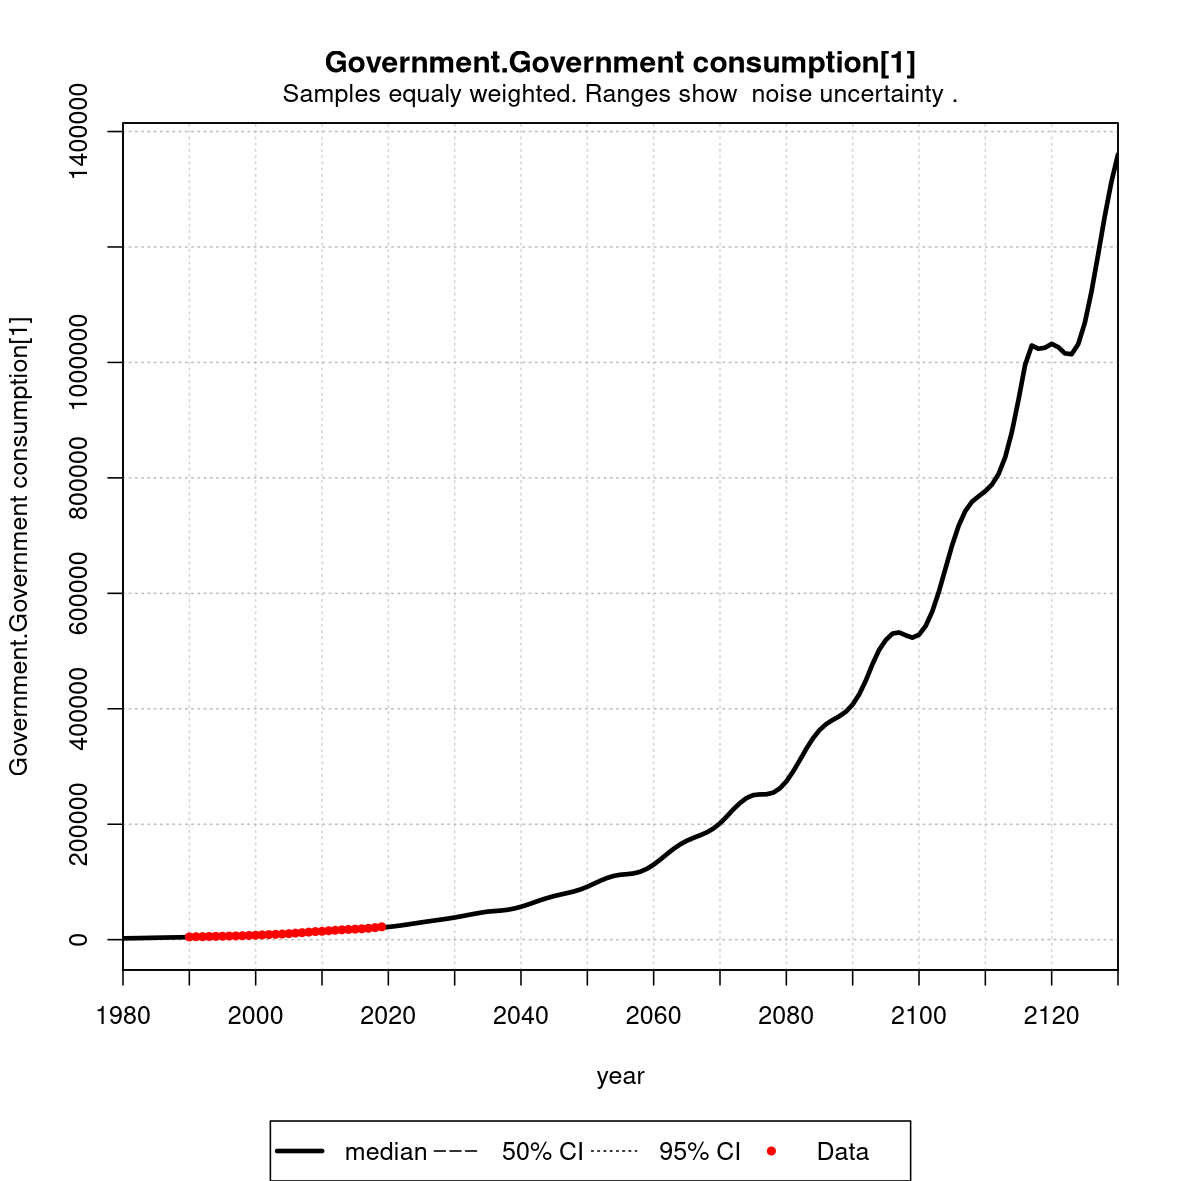 Government.Government consumption[1]
Samples equaly weighted. Ranges show  noise uncertainty .
Government.Government consumption[1]
1400000
1000000
800000
600000
400000
200000
0
1980 2000 2020 2040 2060 2080 2100 2120
year
median 50% CI 95% CI Data